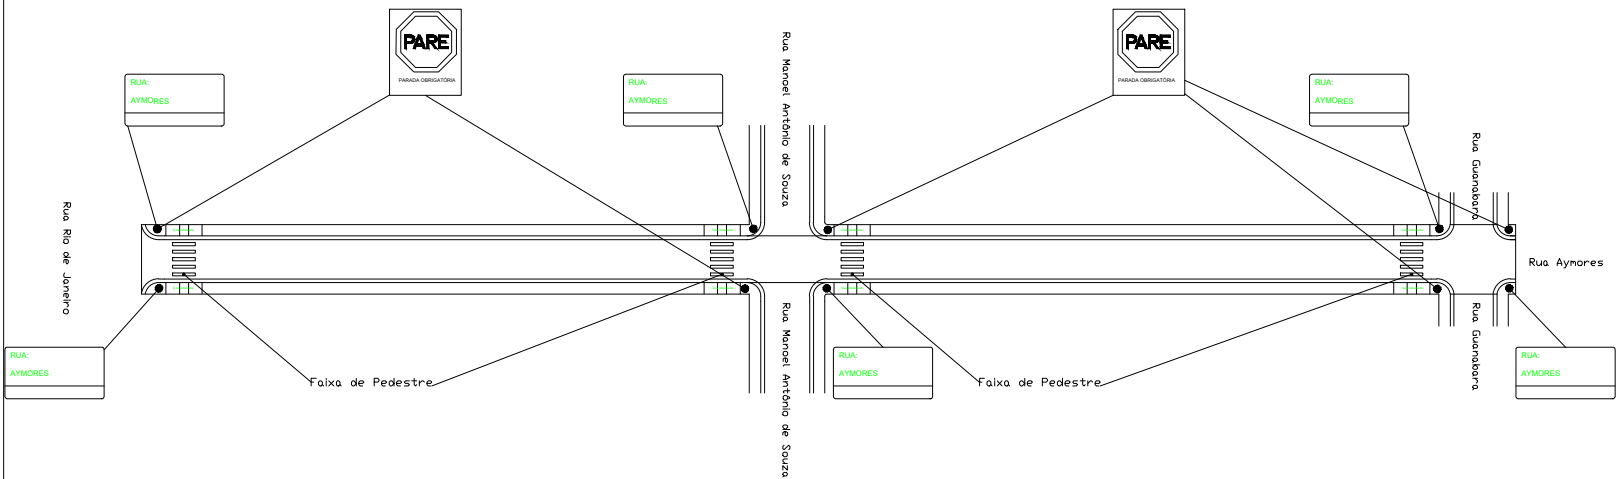 PARE
PARADA OBRIGATÓRIA
PARE
PARADA OBRIGATÓRIA
RUA:
AYMORES
RUA:
AYMORES
RUA:
AYMORES
Rua Manoel Antônio de Souza
Rua Guanabara
Rua Rio de Janeiro
Rua Aymores
Rua Manoel Antônio de Souza
Rua Guanabara
RUA:
AYMORES
Faixa de Pedestre
RUA:
AYMORES
Faixa de Pedestre
RUA:
AYMORES